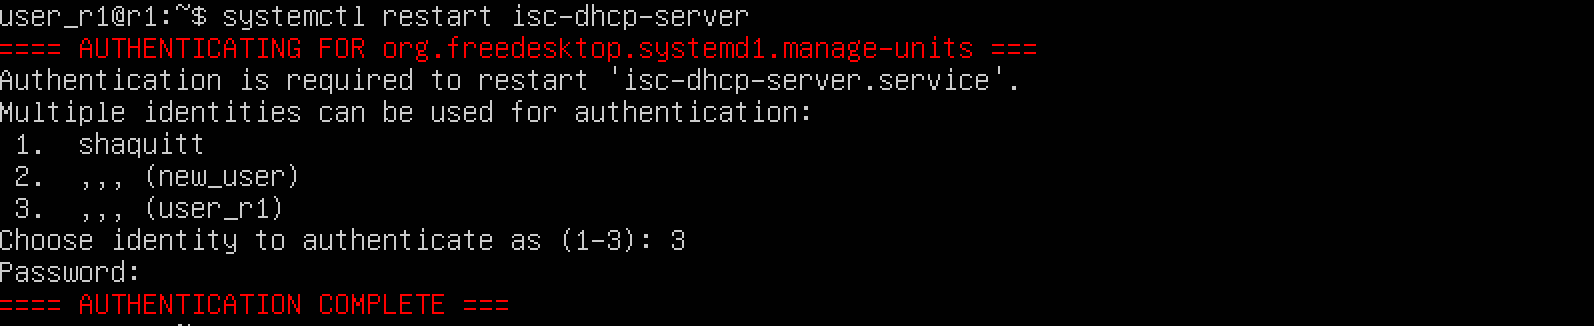 user_r1@r1:~$ systemctl restart isc-dhcp-server
==== AUTHENTICATING FOR org.freedesktop.systemd1.manage-units ===
Authentication is required to restart 'isc-dhcp-server.service'.
Multiple identities can be used for authentication:
 1.  shaquitt
 2.  ,,, (new_user)
 3.  ,,, (user_r1)
Choose identity to authenticate as (1-3): 3
Password:
==== AUTHENTICATION COMPLETE ===